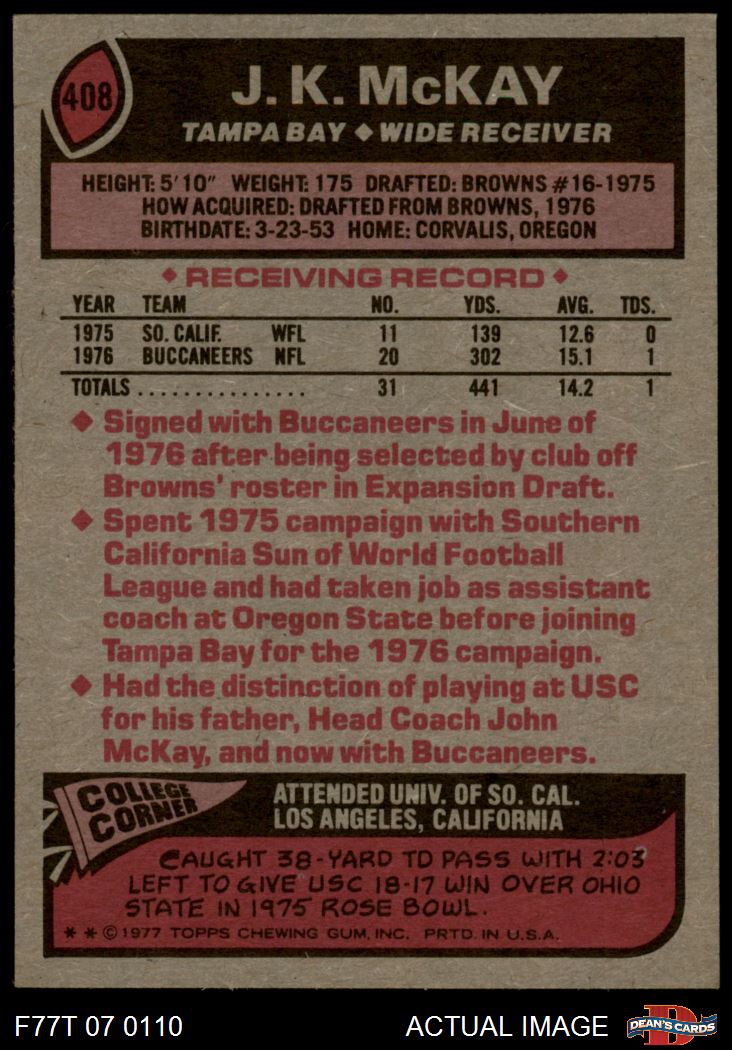 408
J. K. McKAY
TAMPA BAY ◆ WIDE RECEIVER
HEIGHT: 5'10" WEIGHT: 175 DRAFTED: BROWNS #16-1975
HOW ACQUIRED: DRAFTED FROM BROWNS, 1976
BIRTHDATE: 3-23-53 HOME: CORVALIS, OREGON
◆ RECEIVING RECORD ◆
YEAR TEAM NO. YDS. AVG. TDS.
1975 SO. CALIF. WFL 11 139 12.6 0
1976 BUCCANEERS NFL 20 302 15.1 1
TOTALS . . . . . . . . . . . . . . . 31 441 14.2 1
◆ Signed with Buccaneers in June of
1976 after being selected by club off
Browns' roster in Expansion Draft.
◆ Spent 1975 campaign with Southern
California Sun of World Football
League and had taken job as assistant
coach at Oregon State before joining
Tampa Bay for the 1976 campaign.
◆ Had the distinction of playing at USC
for his father, Head Coach John
McKay, and now with Buccaneers.
COLLEGE
CORNER
ATTENDED UNIV. OF SO. CAL.
LOS ANGELES, CALIFORNIA
CAUGHT 38-YARD TD PASS WITH 2:03
LEFT TO GIVE USC 18-17 WIN OVER OHIO
STATE IN 1975 ROSE BOWL.
* * © 1977 TOPPS CHEWING GUM, INC. PRTD. IN U.S.A.
F77T 07 0110 ACTUAL IMAGE
D
DEAN'S CARDS